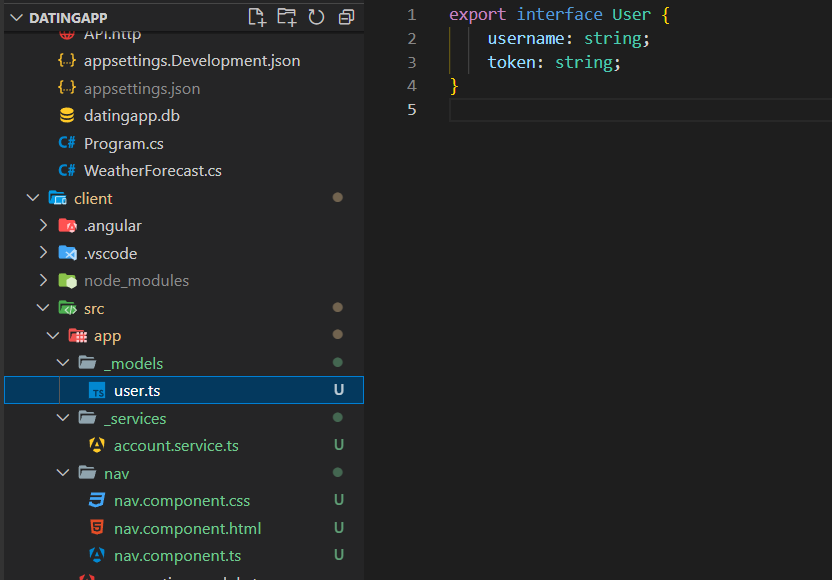 DATINGAPP
API.http
appsettings.Development.json
appsettings.json
datingapp.db
C# Program.cs
C# WeatherForecast.cs
client
.angular
.vscode
node_modules
src
app
_models
TS user.ts U
_services
account.service.ts U
nav
nav.component.css U
nav.component.html U
nav.component.ts U
1 export interface User {
2 username: string;
3 token: string;
4 }
5